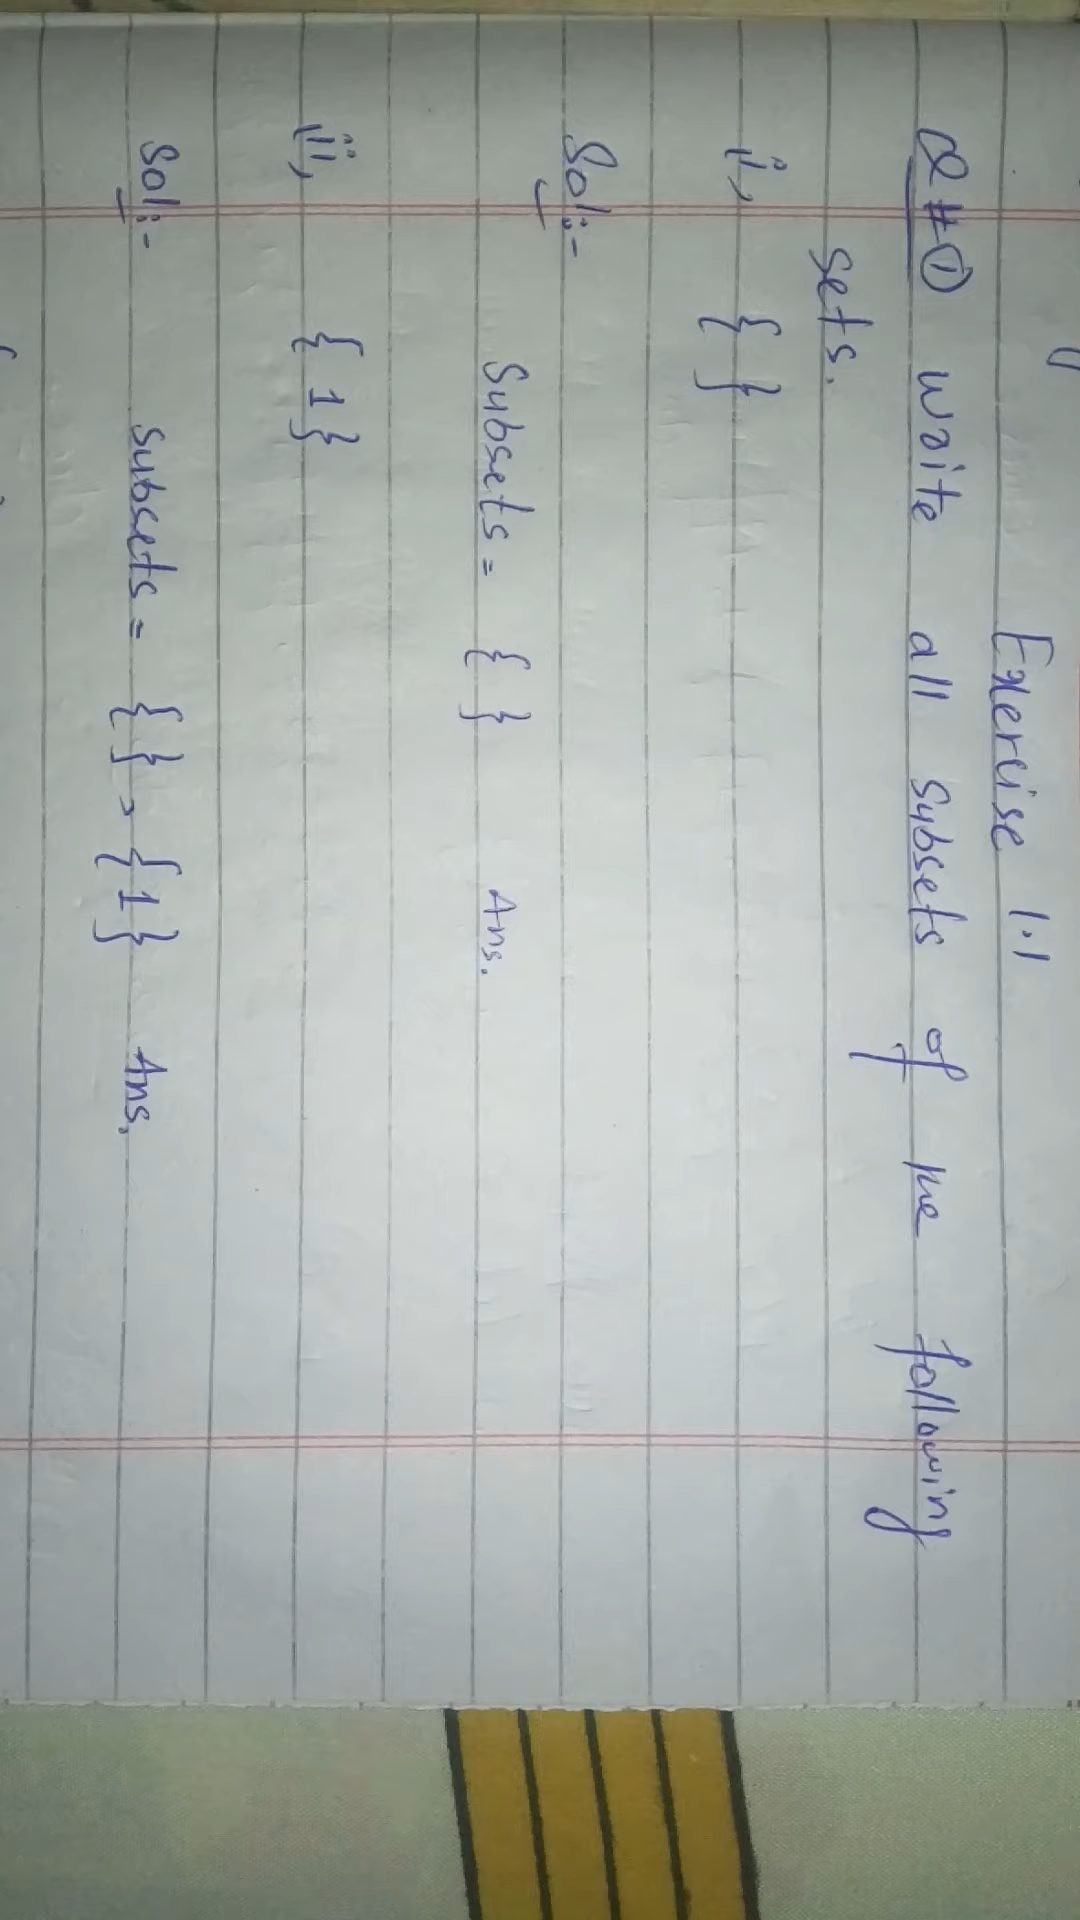 Exercise 1.1
Q#① write all subsets of the following
sets.
i, { }
Sol:-
Subsets = { } Ans.
ii, { 1 }
Sol:-
Subsets = { } , { 1 } Ans.